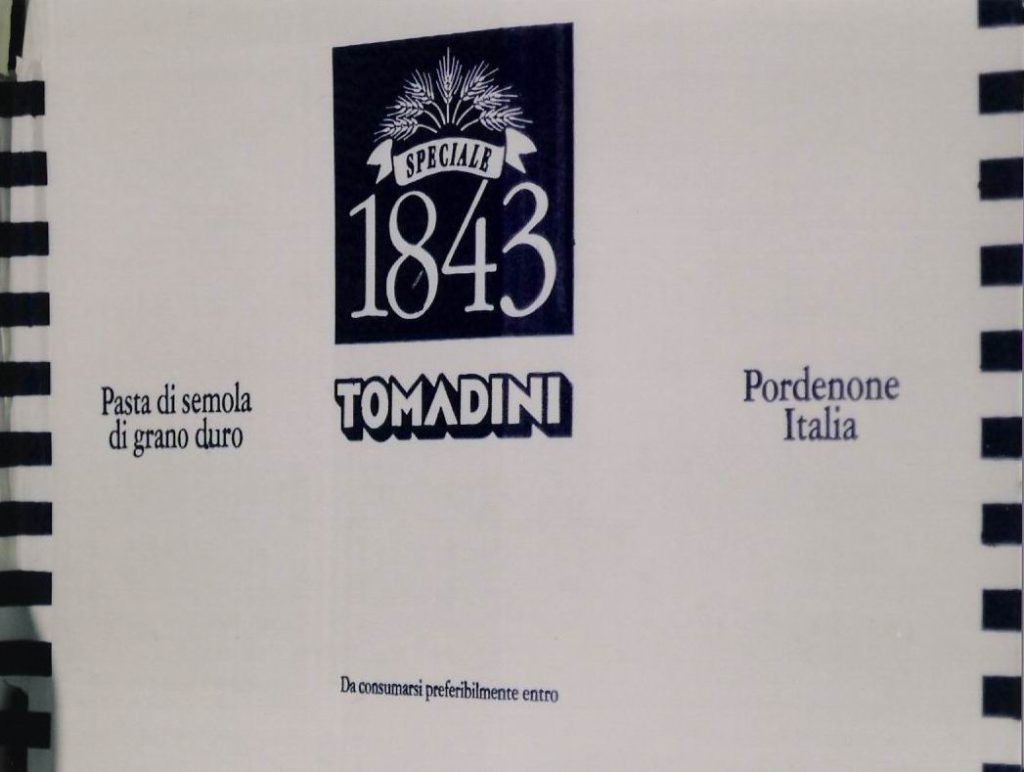 SPECIALE
1843
TOMADINI
Pasta di semola
di grano duro
Pordenone
Italia
Da consumarsi preferibilmente entro